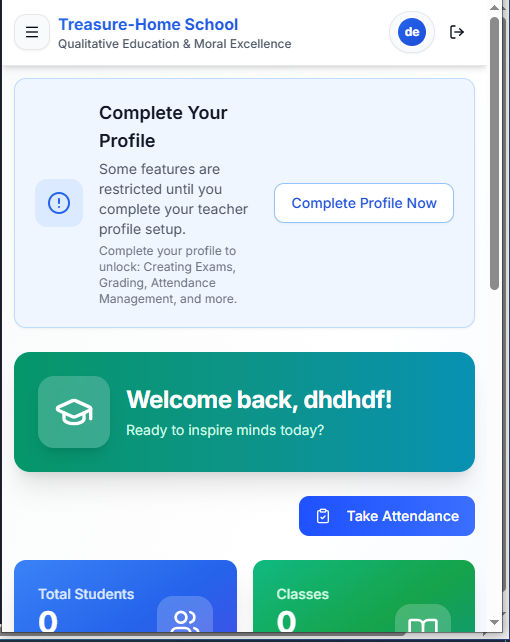 Treasure-Home School
Qualitative Education & Moral Excellence
de
Complete Your
Profile
Some features are
restricted until you
complete your teacher
profile setup.
Complete your profile to
unlock: Creating Exams,
Grading, Attendance
Management, and more.
Complete Profile Now
Welcome back, dhdhdf!
Ready to inspire minds today?
Take Attendance
Total Students
0
Classes
0